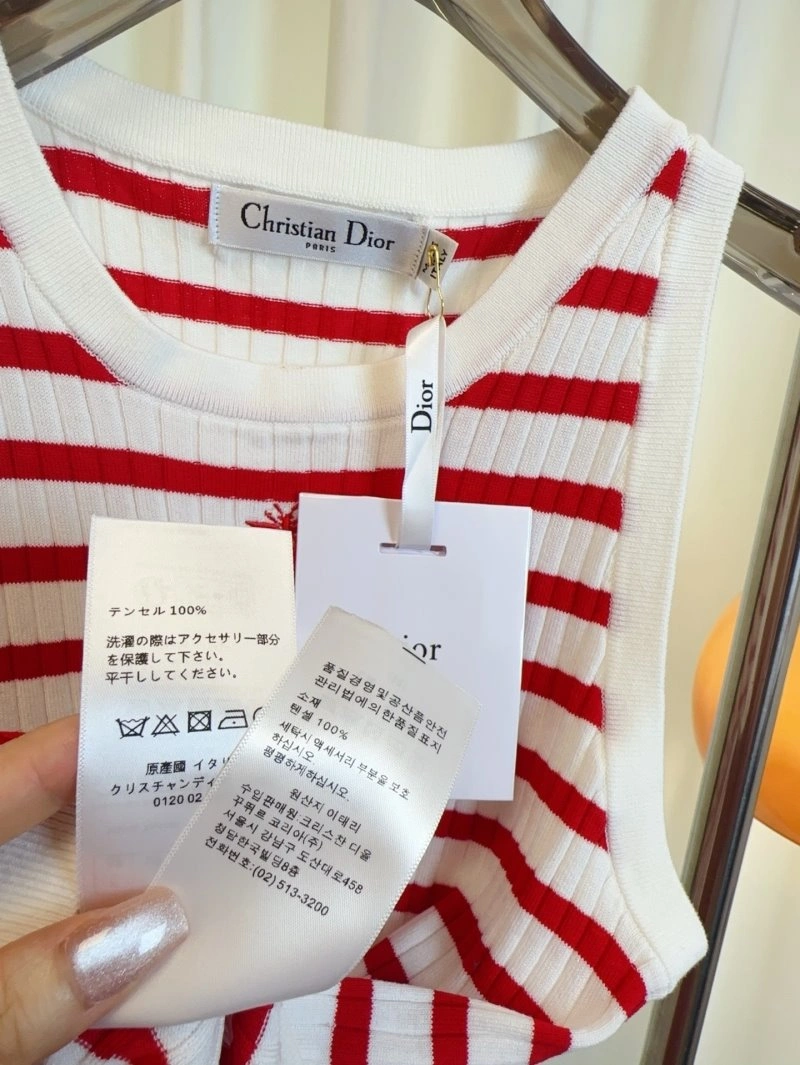 Christian Dior
PARIS
Dior
テンセル 100%
洗濯の際はアクセサリー部分
を保護して下さい。
平干ししてください。
原産國 イタリ
クリスチャンディ
0120 02
품질경영및공산품안전
관리법에의한품질표지
소재
텐셀 100%
세탁시 액세서리 부분을 보호
하십시오
평평하게하십시오.
원산지 이태리
수입판매원:크리스챤 디올
꾸뛰르 코리아(주)
서울시 강남구 도산대로458
청담한국빌딩8층
전화번호:(02) 513-3200